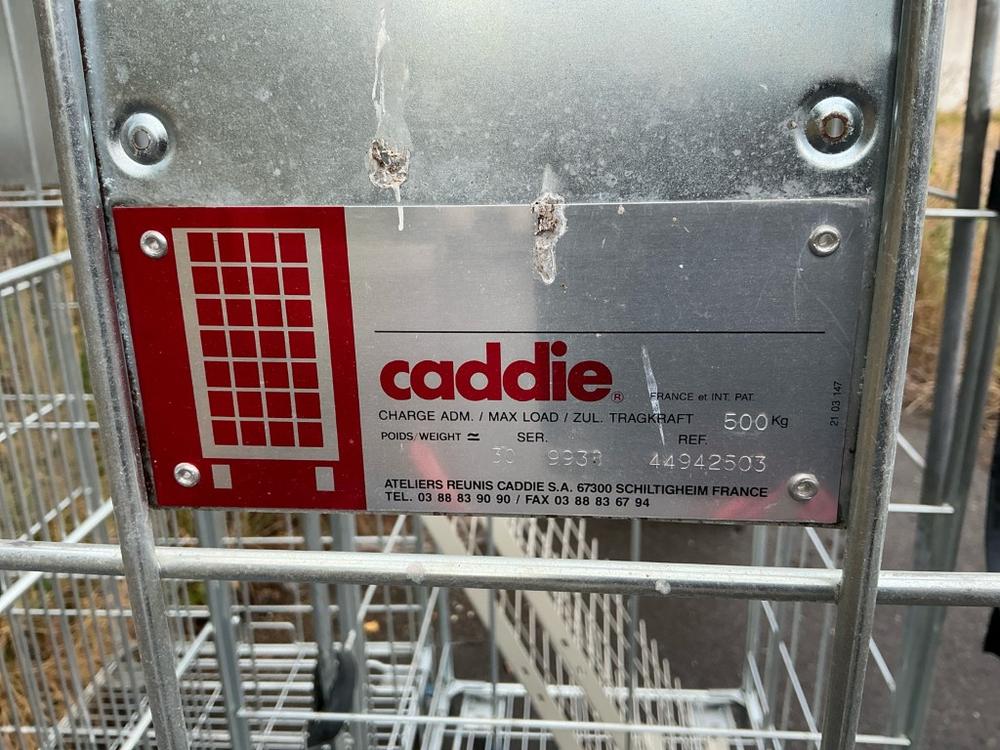 caddie®
FRANCE et INT. PAT.
CHARGE ADM. / MAX LOAD / ZUL. TRAGKRAFT 500 Kg
POIDS/WEIGHT ≃ SER. REF.
30 44942503
ATELIERS REUNIS CADDIE S.A. 67300 SCHILTIGHEIM FRANCE
TEL. 03 88 83 90 90 / FAX 03 88 83 67 94
21 03 147